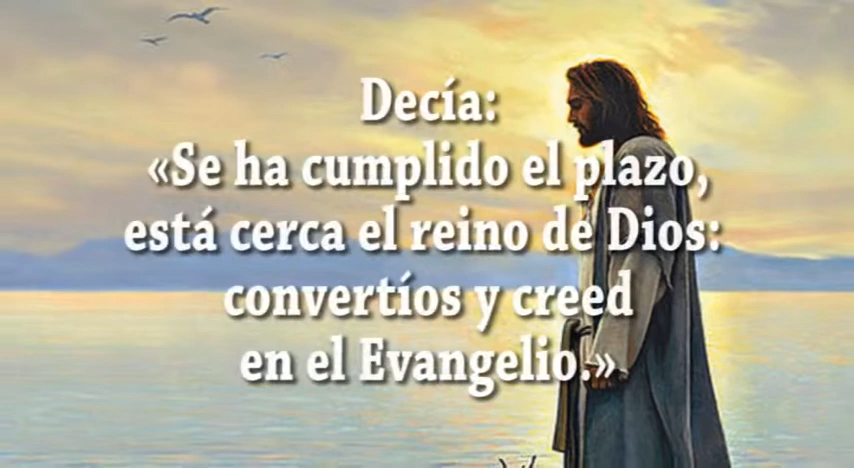 Decía:
«Se ha cumplido el plazo,
está cerca el reino de Dios:
convertíos y creed
en el Evangelio.»